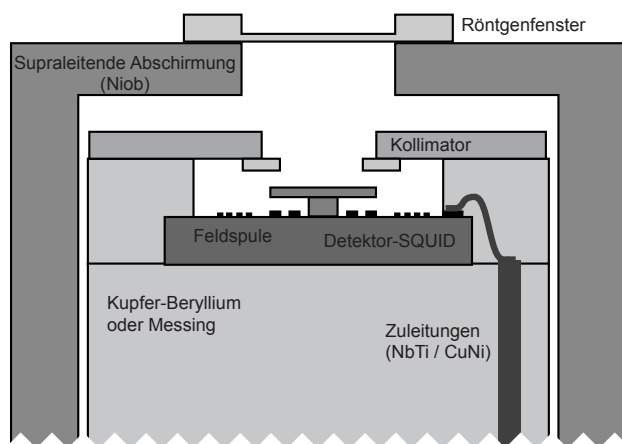 Röntgenfenster
Supraleitende Abschirmung
(Niob)
Kollimator
Feldspule
Detektor-SQUID
Kupfer-Beryllium
oder Messing
Zuleitungen
(NbTi / CuNi)